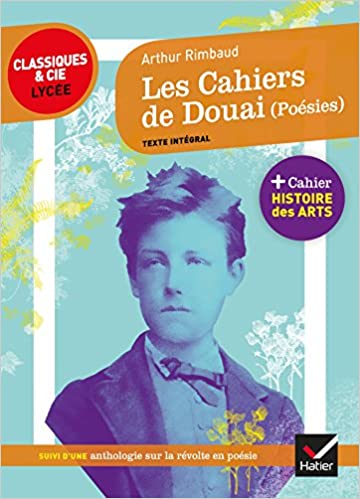 CLASSIQUES
& CIE
LYCÉE
Arthur Rimbaud
Les Cahiers
de Douai (Poésies)
TEXTE INTÉGRAL
+ Cahier
HISTOIRE
des ARTS
SUIVI D'UNE anthologie sur la révolte en poésie
Hatier